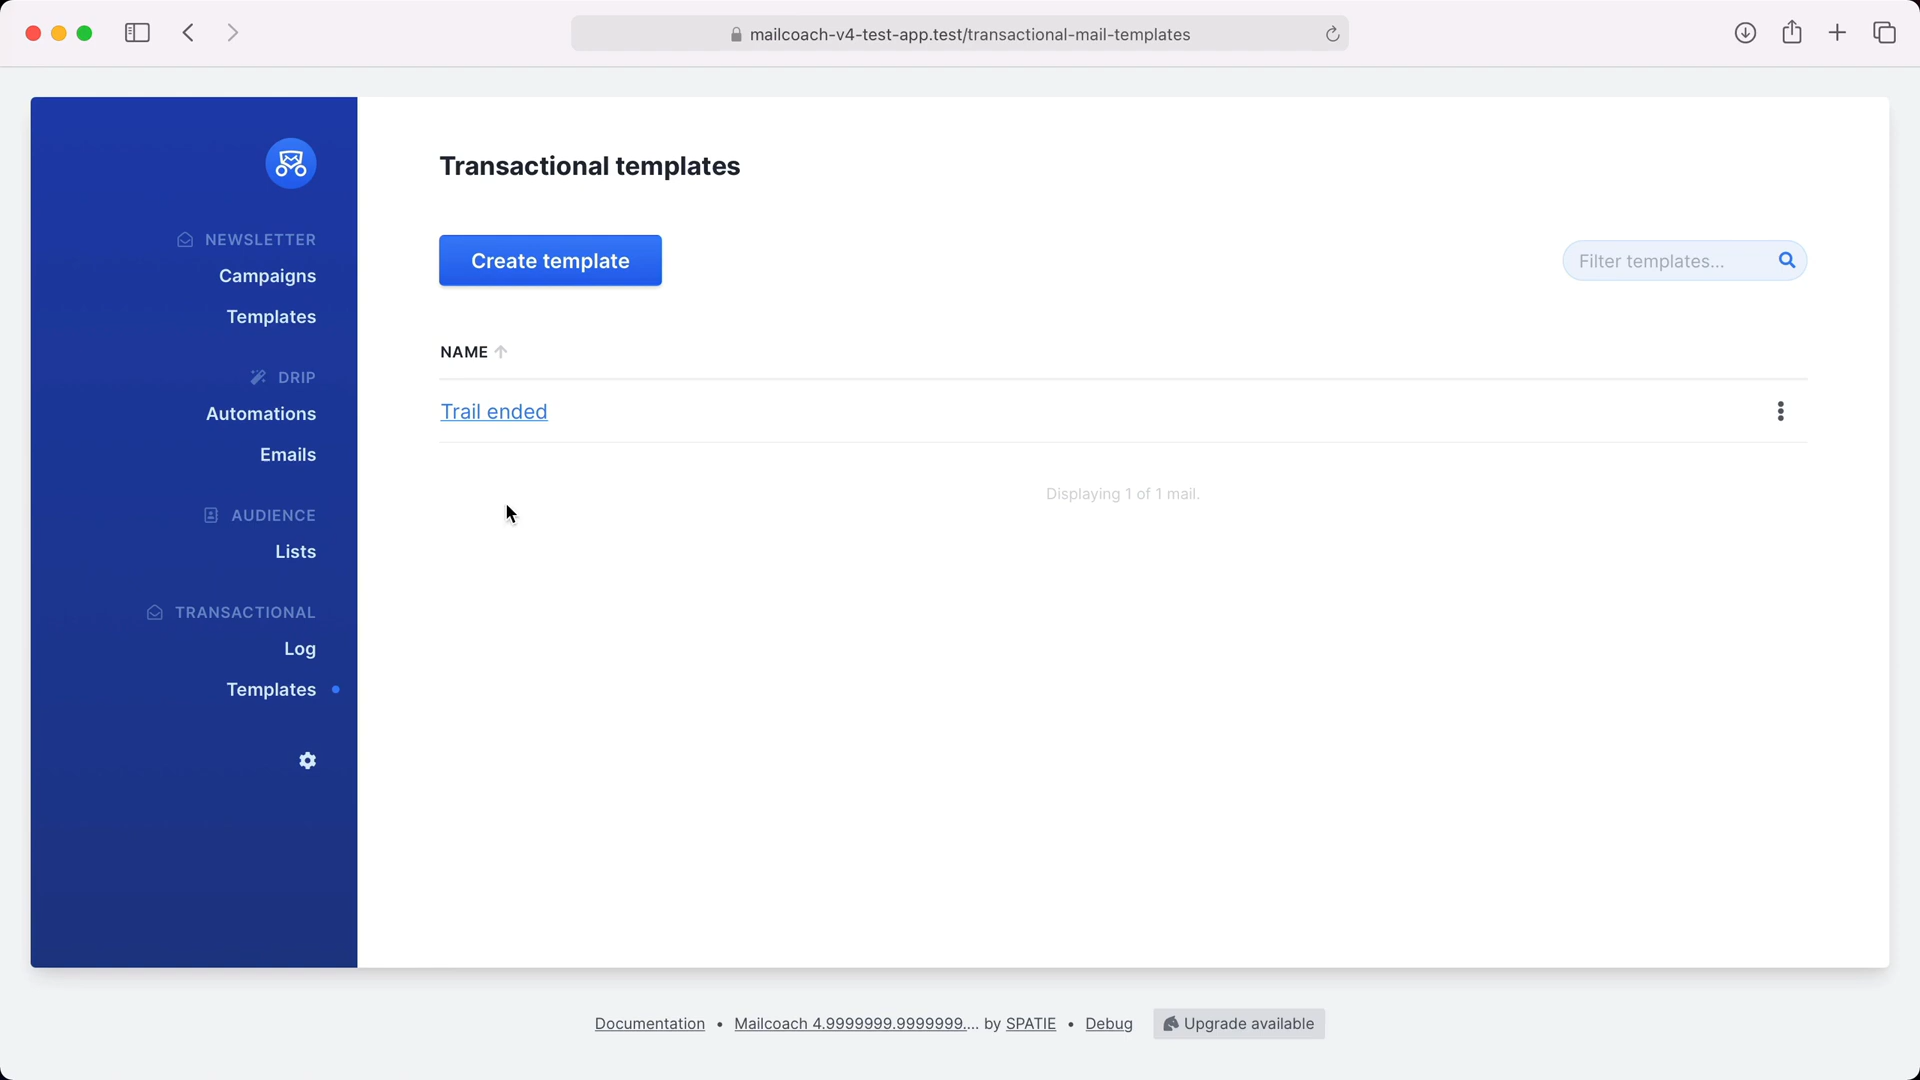 mailcoach-v4-test-app.test/transactional-mail-templates
NEWSLETTER
Campaigns
Templates
DRIP
Automations
Emails
AUDIENCE
Lists
TRANSACTIONAL
Log
Templates
Transactional templates
Create template
Filter templates...
NAME
Trail ended
Displaying 1 of 1 mail.
Documentation • Mailcoach 4.9999999.9999999.... by SPATIE • Debug Upgrade available